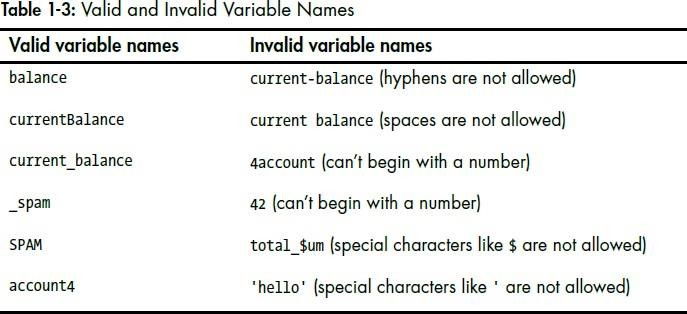 Table 1-3: Valid and Invalid Variable Names
Valid variable names Invalid variable names
balance current-balance (hyphens are not allowed)
currentBalance current balance (spaces are not allowed)
current_balance 4account (can't begin with a number)
_spam 42 (can't begin with a number)
SPAM total_$um (special characters like $ are not allowed)
account4 'hello' (special characters like ' are not allowed)